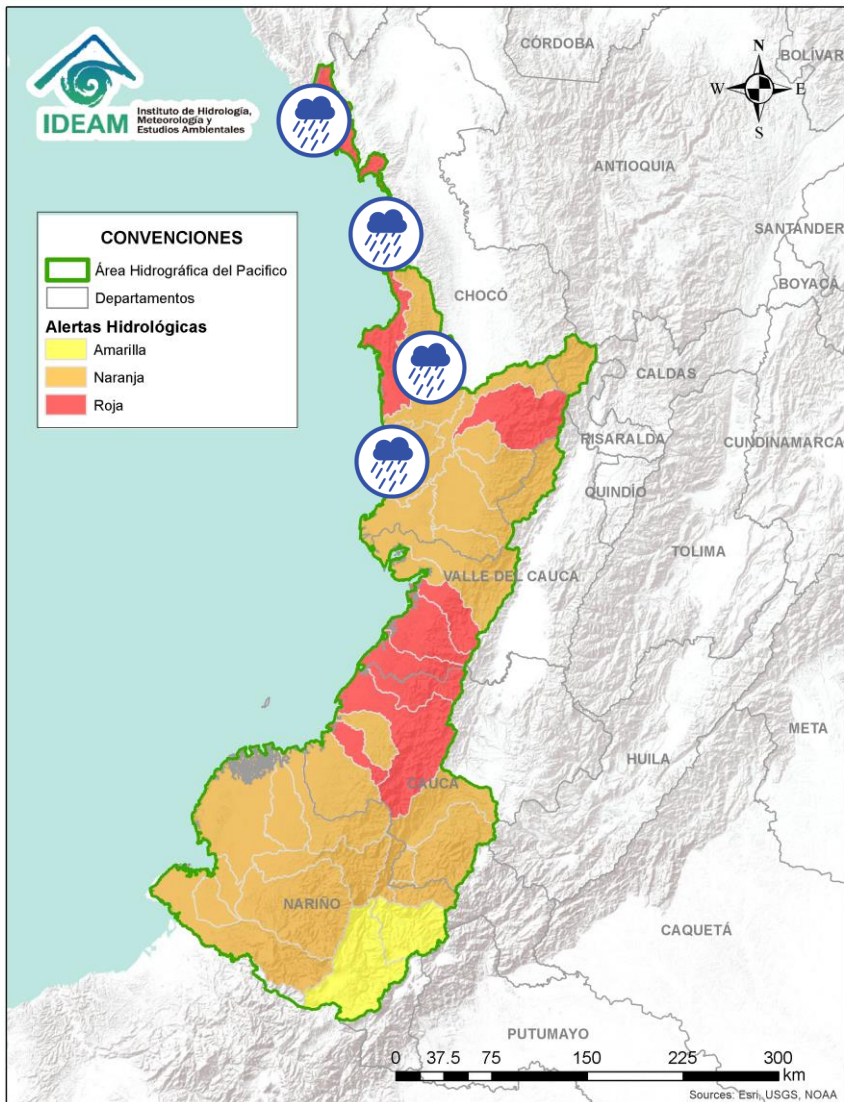 IDEAM
Instituto de Hidrología,
Meteorología y
Estudios Ambientales
CÓRDOBA
BOLÍVAR
N
W
E
S
ANTIOQUIA
SANTANDER
BOYACÁ
CONVENCIONES
Área Hidrográfica del Pacifico
Departamentos
Alertas Hidrológicas
Amarilla
Naranja
Roja
CHOCÓ
CALDAS
RISARALDA
CUNDINAMARCA
QUINDÍO
TOLIMA
VALLE DEL CAUCA
META
HUILA
CAUCA
NARIÑO
CAQUETÁ
PUTUMAYO
0 37.5 75 150 225 300
km
Sources: Esri, USGS, NOAA